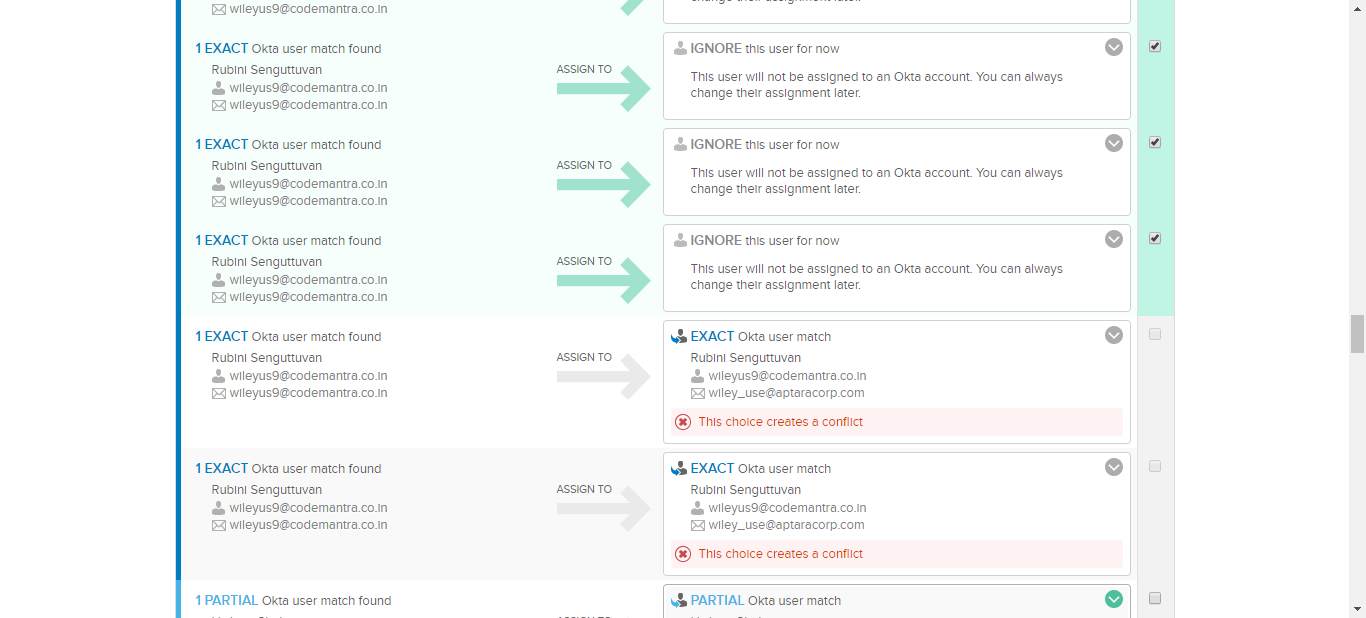 wileyus9@codemantra.co.in
change their assignment later.
1 EXACT Okta user match found
Rubini Senguttuvan
wileyus9@codemantra.co.in
wileyus9@codemantra.co.in
ASSIGN TO
IGNORE this user for now
This user will not be assigned to an Okta account. You can always
change their assignment later.
1 EXACT Okta user match found
Rubini Senguttuvan
wileyus9@codemantra.co.in
wileyus9@codemantra.co.in
ASSIGN TO
IGNORE this user for now
This user will not be assigned to an Okta account. You can always
change their assignment later.
1 EXACT Okta user match found
Rubini Senguttuvan
wileyus9@codemantra.co.in
wileyus9@codemantra.co.in
ASSIGN TO
IGNORE this user for now
This user will not be assigned to an Okta account. You can always
change their assignment later.
1 EXACT Okta user match found
Rubini Senguttuvan
wileyus9@codemantra.co.in
wileyus9@codemantra.co.in
ASSIGN TO
EXACT Okta user match
Rubini Senguttuvan
wileyus9@codemantra.co.in
wiley_use@aptaracorp.com
This choice creates a conflict
1 EXACT Okta user match found
Rubini Senguttuvan
wileyus9@codemantra.co.in
wileyus9@codemantra.co.in
ASSIGN TO
EXACT Okta user match
Rubini Senguttuvan
wileyus9@codemantra.co.in
wiley_use@aptaracorp.com
This choice creates a conflict
1 PARTIAL Okta user match found
PARTIAL Okta user match